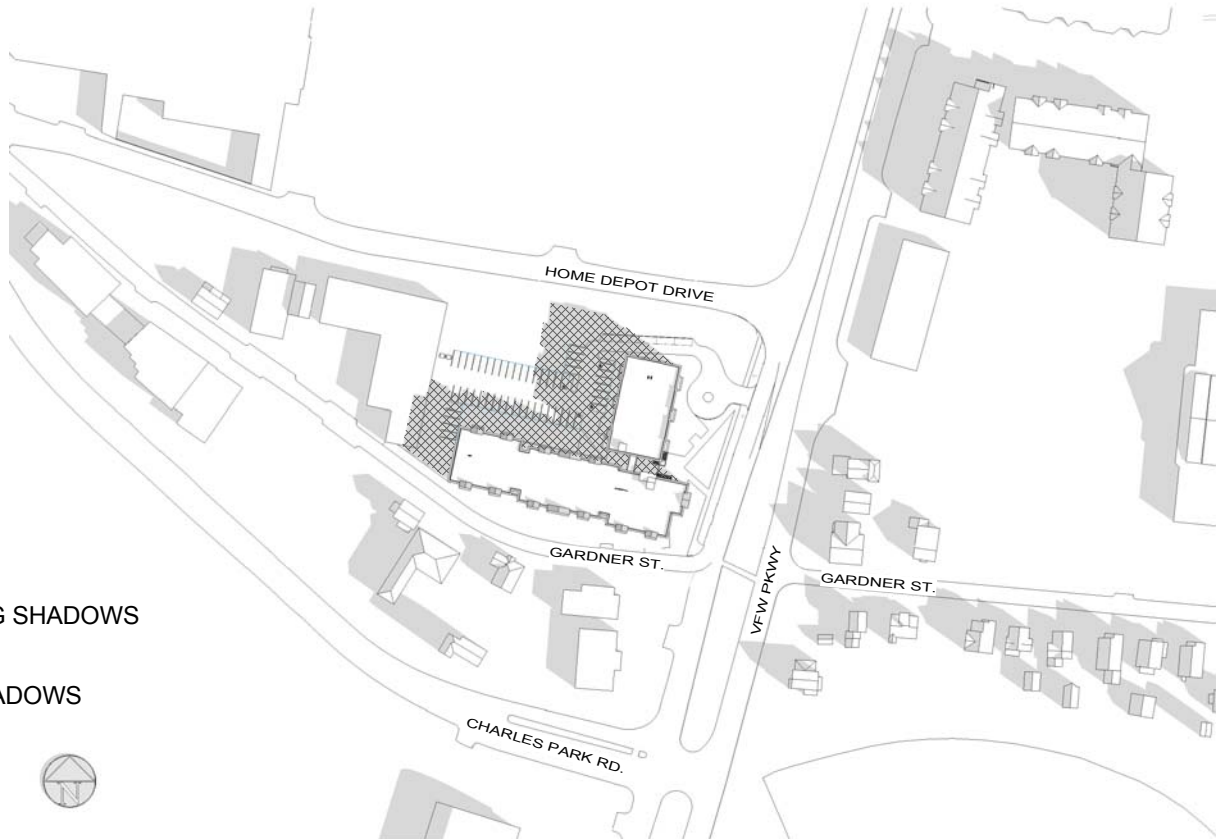 HOME DEPOT DRIVE
GARDNER ST.
VFW PKWY
GARDNER ST.
G SHADOWS
ADOWS
CHARLES PARK RD.
N